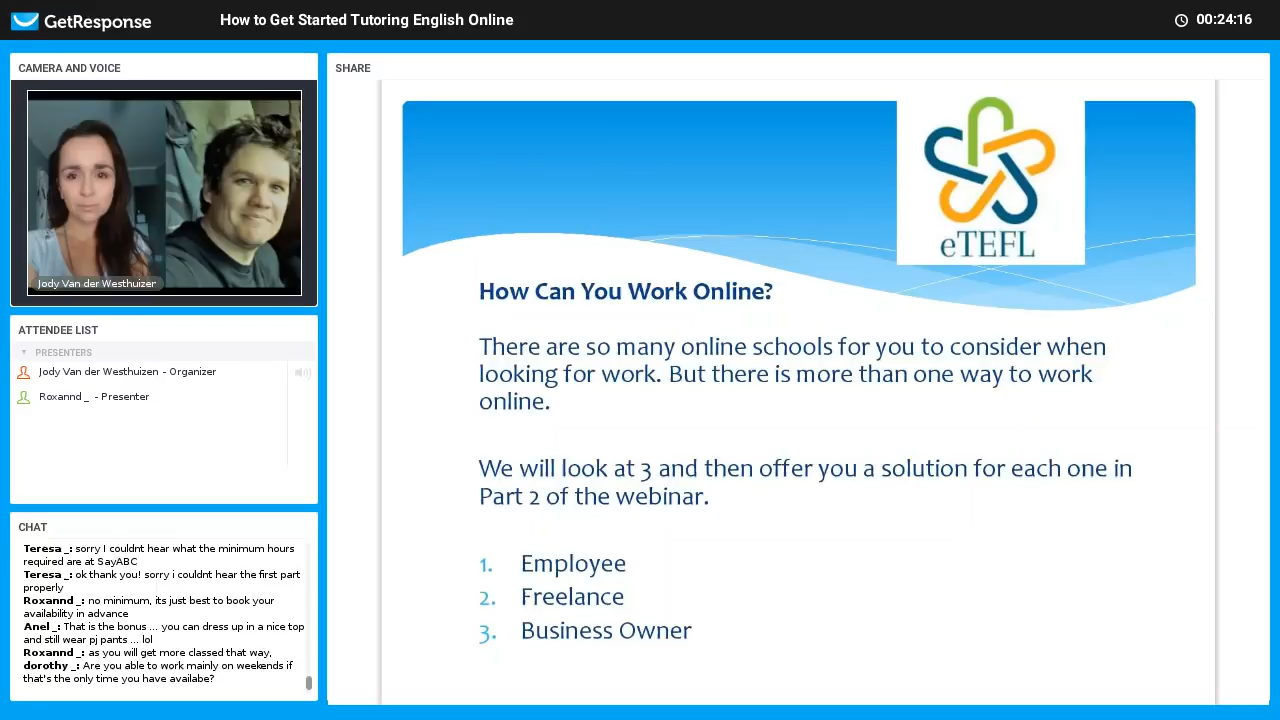 GetResponse
How to Get Started Tutoring English Online
00:24:16
CAMERA AND VOICE
Jody Van der Westhuizer
ATTENDEE LIST
PRESENTERS
Jody Van der Westhuizen - Organizer
Roxannd _ - Presenter
CHAT
Teresa _: sorry I couldnt hear what the minimum hours
required are at SayABC
Teresa _: ok thank you! sorry i couldnt hear the first part
properly
Roxannd _: no minimum, its just best to book your
availability in advance
Anel _: That is the bonus ... you can dress up in a nice top
and still wear pj pants ... lol
Roxannd _: as you will get more classed that way,
dorothy _: Are you able to work mainly on weekends if
that's the only time you have availabe?
SHARE
eTEFL
How Can You Work Online?
There are so many online schools for you to consider when
looking for work. But there is more than one way to work
online.
We will look at 3 and then offer you a solution for each one in
Part 2 of the webinar.
1. Employee
2. Freelance
3. Business Owner